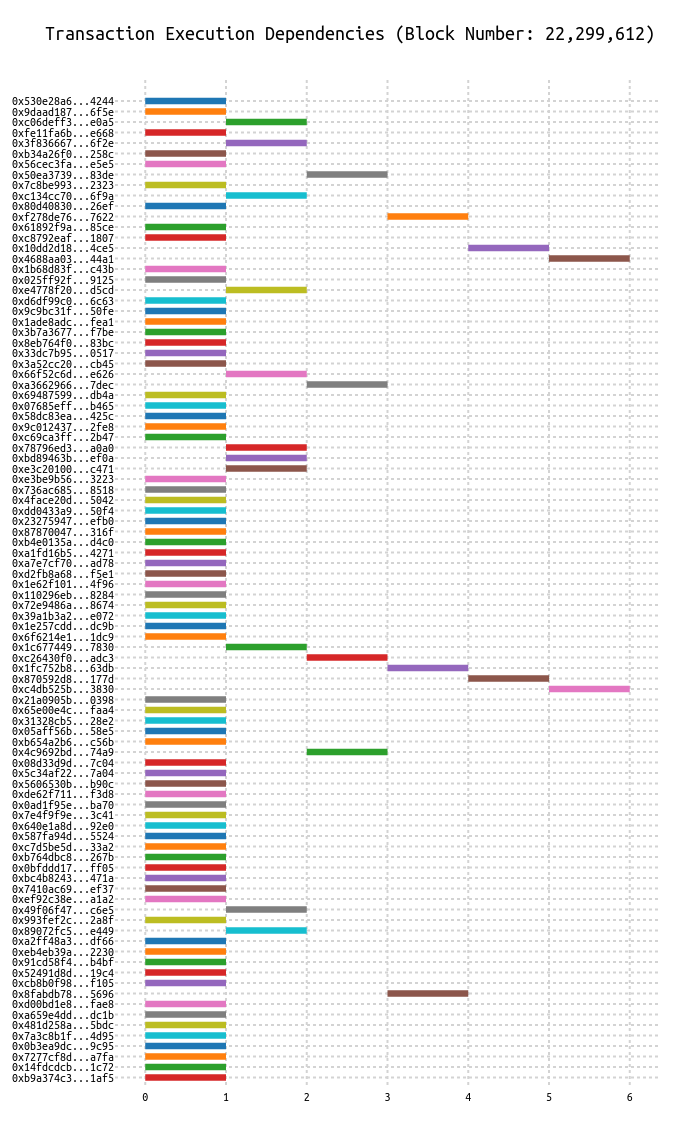 Transaction Execution Dependencies (Block Number: 22,299,612)
0x530e28a6...4244
0x9daad187...6f5e
0xc06deff3...e0a5
0xfe11fa6b...e668
0x3f836667...6f2e
0xb34a26f0...258c
0x56cec3fa...e5e5
0x50ea3739...83de
0x7c8be993...2323
0xc134cc70...6f9a
0x80d40830...26ef
0xf278de76...7622
0x61892f9a...85ce
0xc8792eaf...1807
0x10dd2d18...4ce5
0x4688aa03...44a1
0x1b68d83f...c43b
0x025ff92f...9125
0xe4778f20...d5cd
0xd6df99c0...6c63
0x9c9bc31f...50fe
0x1ade8adc...fea1
0x3b7a3677...f7be
0x8eb764f0...83bc
0x33dc7b95...0517
0x3a52cc20...cb45
0x66f52c6d...e626
0xa3662966...7dec
0x69487599...db4a
0x07685eff...b465
0x58dc83ea...425c
0x9c012437...2fe8
0xc69ca3ff...2b47
0x78796ed3...a0a0
0xbd89463b...ef0a
0xe3c20100...c471
0xe3be9b56...3223
0x736ac685...8518
0x4face20d...5042
0xdd0433a9...50f4
0x23275947...efb0
0x87870047...316f
0xb4e0135a...d4c0
0xa1fd16b5...4271
0xa7e7cf70...ad78
0xd2fb8a68...f5e1
0x1e62f101...4f96
0x110296eb...8284
0x72e9486a...8674
0x39a1b3a2...e072
0x1e257cdd...dc9b
0x6f6214e1...1dc9
0x1c677449...7830
0xc26430f0...adc3
0x1fc752b8...63db
0x870592d8...177d
0xc4db525b...3830
0x21a0905b...0398
0x65e00e4c...faa4
0x31328cb5...28e2
0x05aff56b...58e5
0xb654a2b6...c56b
0x4c9692bd...74a9
0x08d33d9d...7c04
0x5c34af22...7a04
0x5606530b...b90c
0xde62f711...f3d8
0x0ad1f95e...ba70
0x7e4f9f9e...3c41
0x640e1a8d...92e0
0x587fa94d...5524
0xc7d5be5d...33a2
0xb764dbc8...267b
0x0bfddd17...ff05
0xbc4b8243...471a
0x7410ac69...ef37
0xef92c38e...a1a2
0x49f06f47...c6e5
0x993fef2c...2a8f
0x89072fc5...e449
0xa2ff48a3...df66
0xeb4eb39a...2230
0x91cd58f4...b4bf
0x52491d8d...19c4
0xcb8b0f98...f105
0x8fabdb78...5696
0xd00bd1e8...fae8
0xa659e4dd...dc1b
0x481d258a...5bdc
0x7a3c8b1f...4d95
0x0b3ea9dc...9c95
0x7277cf8d...a7fa
0x14fdcdcb...1c72
0xb9a374c3...1af5
0 1 2 3 4 5 6